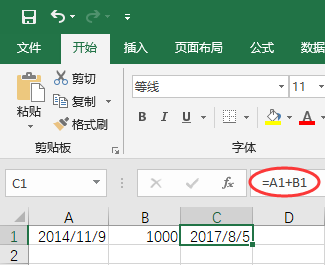 文件 开始 插入 页面布局 公式 数据
剪切
复制
格式刷
粘贴
剪贴板
等线 11
B I U
字体
C1 fx =A1+B1
A B C D
1 2014/11/9 1000 2017/8/5
2